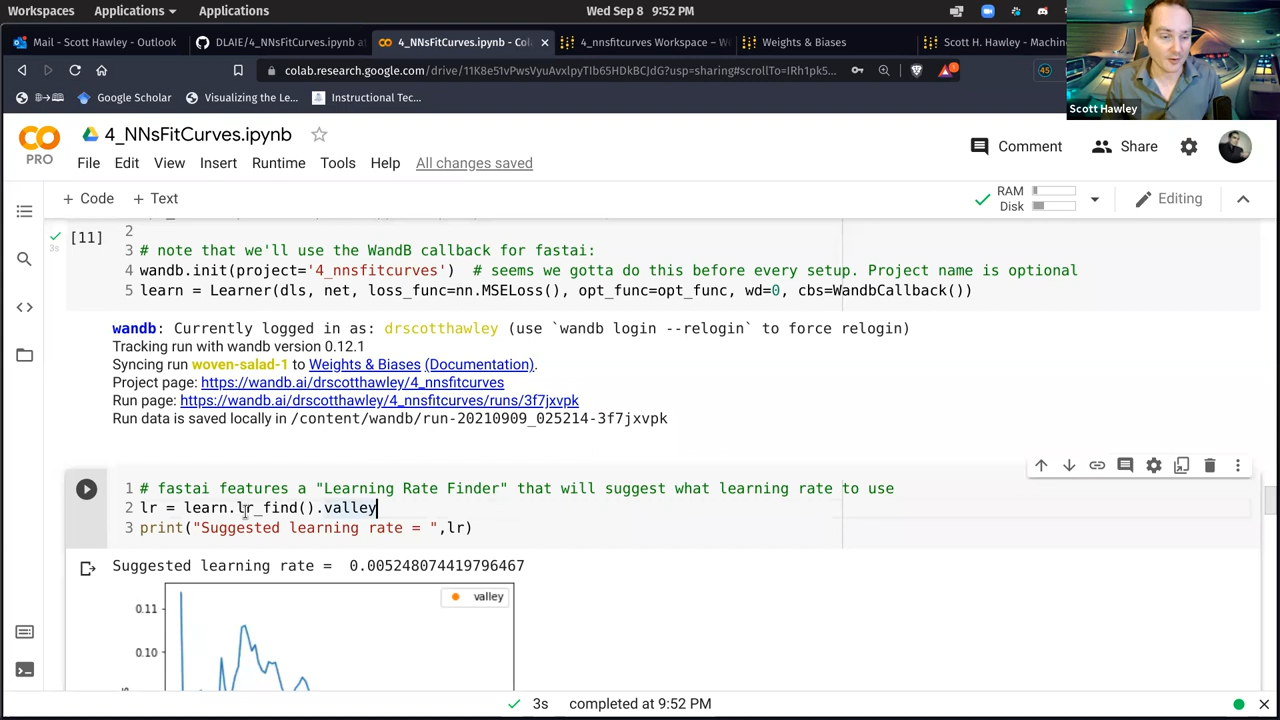 Workspaces Applications Applications Wed Sep 8 9:52 PM
Mail - Scott Hawley - Outlook DLAIE/4_NNsFitCurves.ipynb at 4_NNsFitCurves.ipynb - Col 4_nnsfitcurves Workspace – W Weights & Biases Scott H. Hawley - Machin
colab.research.google.com/drive/11K8e51vPwsVyuAvxlpyTIb65HDkBCJdG?usp=sharing#scrollTo=IRh1pk5... 45
Google Scholar Visualizing the Le... Instructional Tec...
Scott Hawley
4_NNsFitCurves.ipynb
PRO
File Edit View Insert Runtime Tools Help All changes saved
Comment Share
+ Code + Text RAM Disk Editing
[11] 2
3s
3 # note that we'll use the WandB callback for fastai:
4 wandb.init(project='4_nnsfitcurves') # seems we gotta do this before every setup. Project name is optional
5 learn = Learner(dls, net, loss_func=nn.MSELoss(), opt_func=opt_func, wd=0, cbs=WandbCallback())
wandb: Currently logged in as: drscotthawley (use `wandb login --relogin` to force relogin)
Tracking run with wandb version 0.12.1
Syncing run woven-salad-1 to Weights & Biases (Documentation).
Project page: https://wandb.ai/drscotthawley/4_nnsfitcurves
Run page: https://wandb.ai/drscotthawley/4_nnsfitcurves/runs/3f7jxvpk
Run data is saved locally in /content/wandb/run-20210909_025214-3f7jxvpk
1 # fastai features a "Learning Rate Finder" that will suggest what learning rate to use
2 lr = learn.lr_find().valley
3 print("Suggested learning rate = ",lr)
Suggested learning rate = 0.005248074419796467
valley
0.11
0.10
3s completed at 9:52 PM